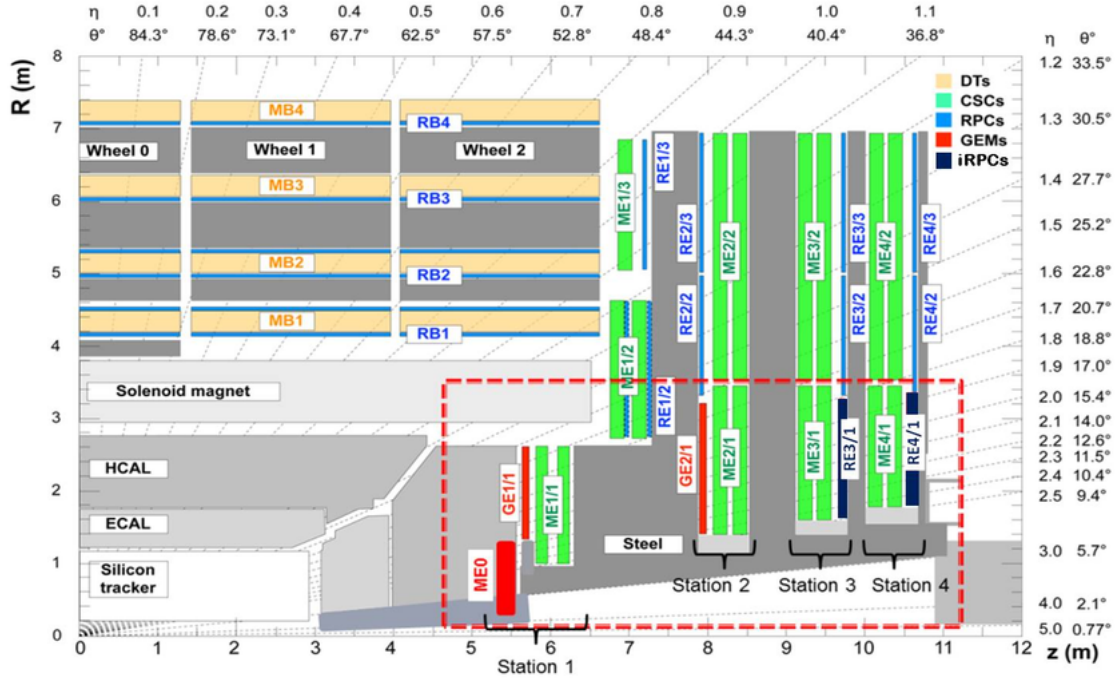 η 0.1 0.2 0.3 0.4 0.5 0.6 0.7 0.8 0.9 1.0 1.1
θ° 84.3° 78.6° 73.1° 67.7° 62.5° 57.5° 52.8° 48.4° 44.3° 40.4° 36.8° η θ°
R (m)
8
7
6
5
4
3
2
1
0
1.2 33.5°
1.3 30.5°
1.4 27.7°
1.5 25.2°
1.6 22.8°
1.7 20.7°
1.8 18.8°
1.9 17.0°
2.0 15.4°
2.1 14.0°
2.2 12.6°
2.3 11.5°
2.4 10.4°
2.5 9.4°
3.0 5.7°
4.0 2.1°
5.0 0.77°
DTs
CSCs
RPCs
GEMs
iRPCs
MB4
RB4
Wheel 0 Wheel 1 Wheel 2
MB3
RB3
MB2
RB2
MB1
RB1
Solenoid magnet
HCAL
ECAL
Silicon
tracker
Steel
ME1/3
RE1/3
ME1/2
RE1/2
RE2/3
RE2/2
ME2/2
ME3/2
RE3/3
RE3/2
ME4/2
RE4/3
RE4/2
GE1/1
ME1/1
ME0
GE2/1
ME2/1
ME3/1
RE3/1
ME4/1
RE4/1
Station 2 Station 3 Station 4
0 1 2 3 4 5 6 7 8 9 10 11 12
Station 1
z (m)